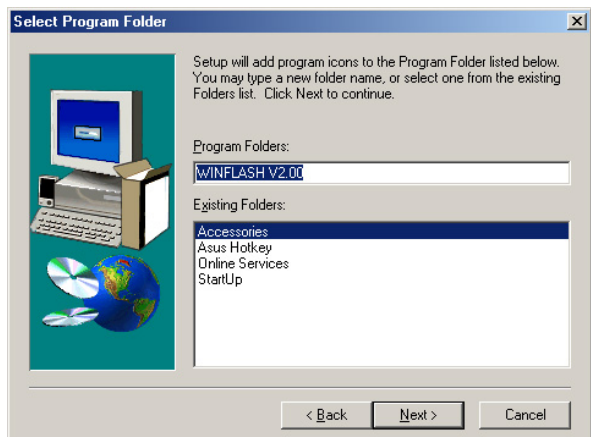 Select Program Folder
Setup will add program icons to the Program Folder listed below.
You may type a new folder name, or select one from the existing
Folders list. Click Next to continue.
Program Folders:
WINFLASH V2.00
Existing Folders:
Accessories
Asus Hotkey
Online Services
StartUp
< Back
Next >
Cancel